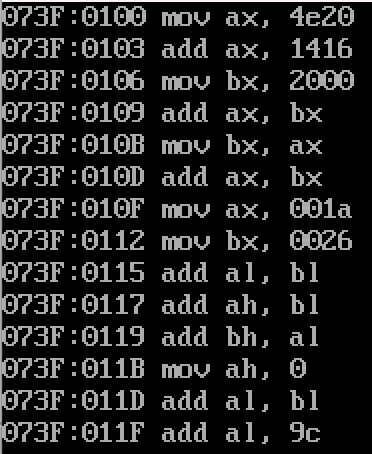 073F:0100 mov ax, 4e20
073F:0103 add ax, 1416
073F:0106 mov bx, 2000
073F:0109 add ax, bx
073F:010B mov bx, ax
073F:010D add ax, bx
073F:010F mov ax, 001a
073F:0112 mov bx, 0026
073F:0115 add al, bl
073F:0117 add ah, bl
073F:0119 add bh, al
073F:011B mov ah, 0
073F:011D add al, bl
073F:011F add al, 9c